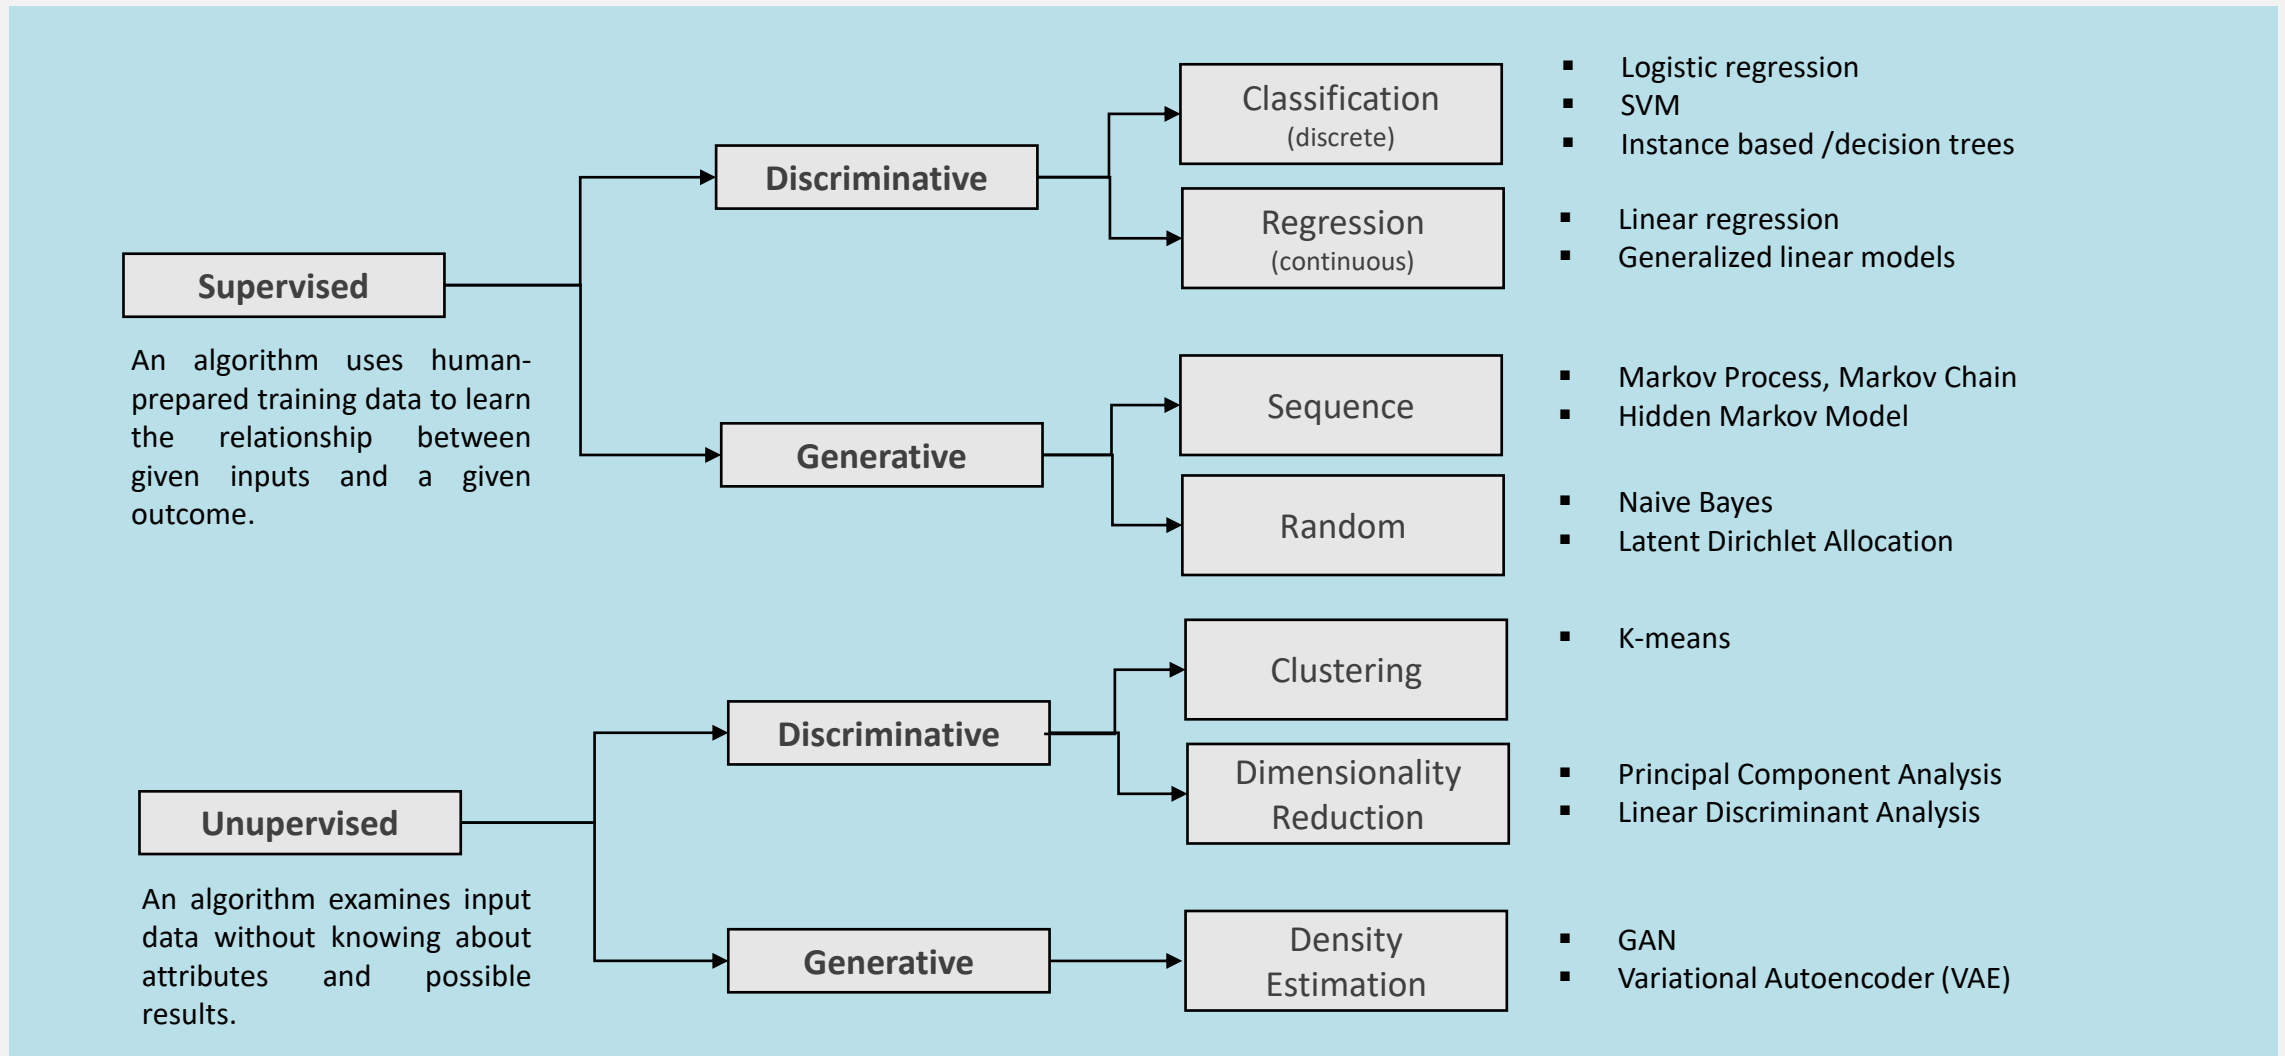 Supervised
An algorithm uses human-
prepared training data to learn
the relationship between
given inputs and a given
outcome.
Discriminative
Classification
(discrete)
▪ Logistic regression
▪ SVM
▪ Instance based /decision trees
Regression
(continuous)
▪ Linear regression
▪ Generalized linear models
Generative
Sequence
▪ Markov Process, Markov Chain
▪ Hidden Markov Model
Random
▪ Naive Bayes
▪ Latent Dirichlet Allocation
Unupervised
An algorithm examines input
data without knowing about
attributes and possible
results.
Discriminative
Clustering
▪ K-means
Dimensionality
Reduction
▪ Principal Component Analysis
▪ Linear Discriminant Analysis
Generative
Density
Estimation
▪ GAN
▪ Variational Autoencoder (VAE)